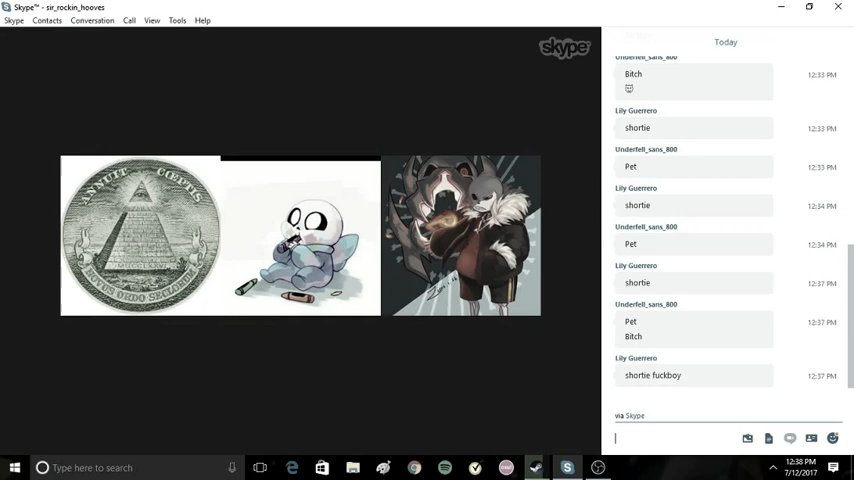 Skype™ - sir_rockin_hooves
Skype Contacts Conversation Call View Tools Help
skype
ANNUIT CŒPTIS
NOVUS ORDO SECLORUM
Today
Underfell_sans_800
Bitch
12:33 PM
Lily Guerrero
shortie
12:33 PM
Underfell_sans_800
Pet
12:33 PM
Lily Guerrero
shortie
12:34 PM
Underfell_sans_800
Pet
12:34 PM
Lily Guerrero
shortie
12:37 PM
Underfell_sans_800
Pet
12:37 PM
Bitch
Lily Guerrero
shortie fuckboy
12:37 PM
via Skype
Type here to search
12:38 PM
7/12/2017